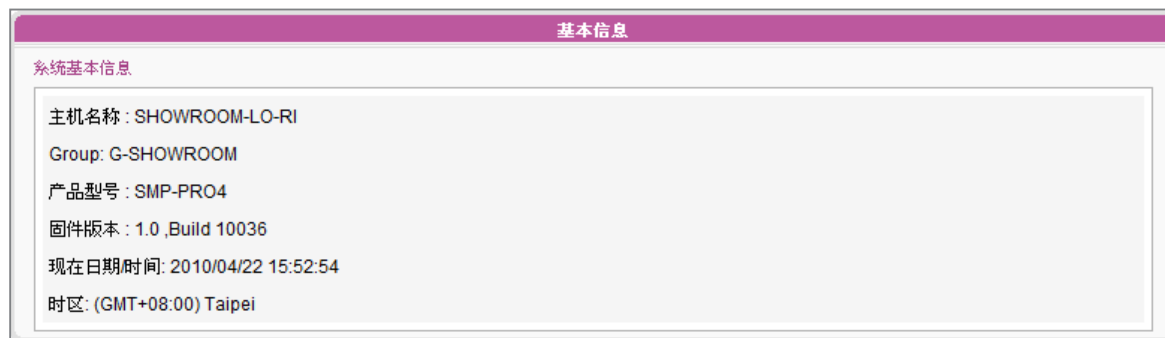 基本信息
系统基本信息
主机名称 : SHOWROOM-LO-RI
Group: G-SHOWROOM
产品型号 : SMP-PRO4
固件版本 : 1.0 ,Build 10036
现在日期/时间: 2010/04/22 15:52:54
时区: (GMT+08:00) Taipei